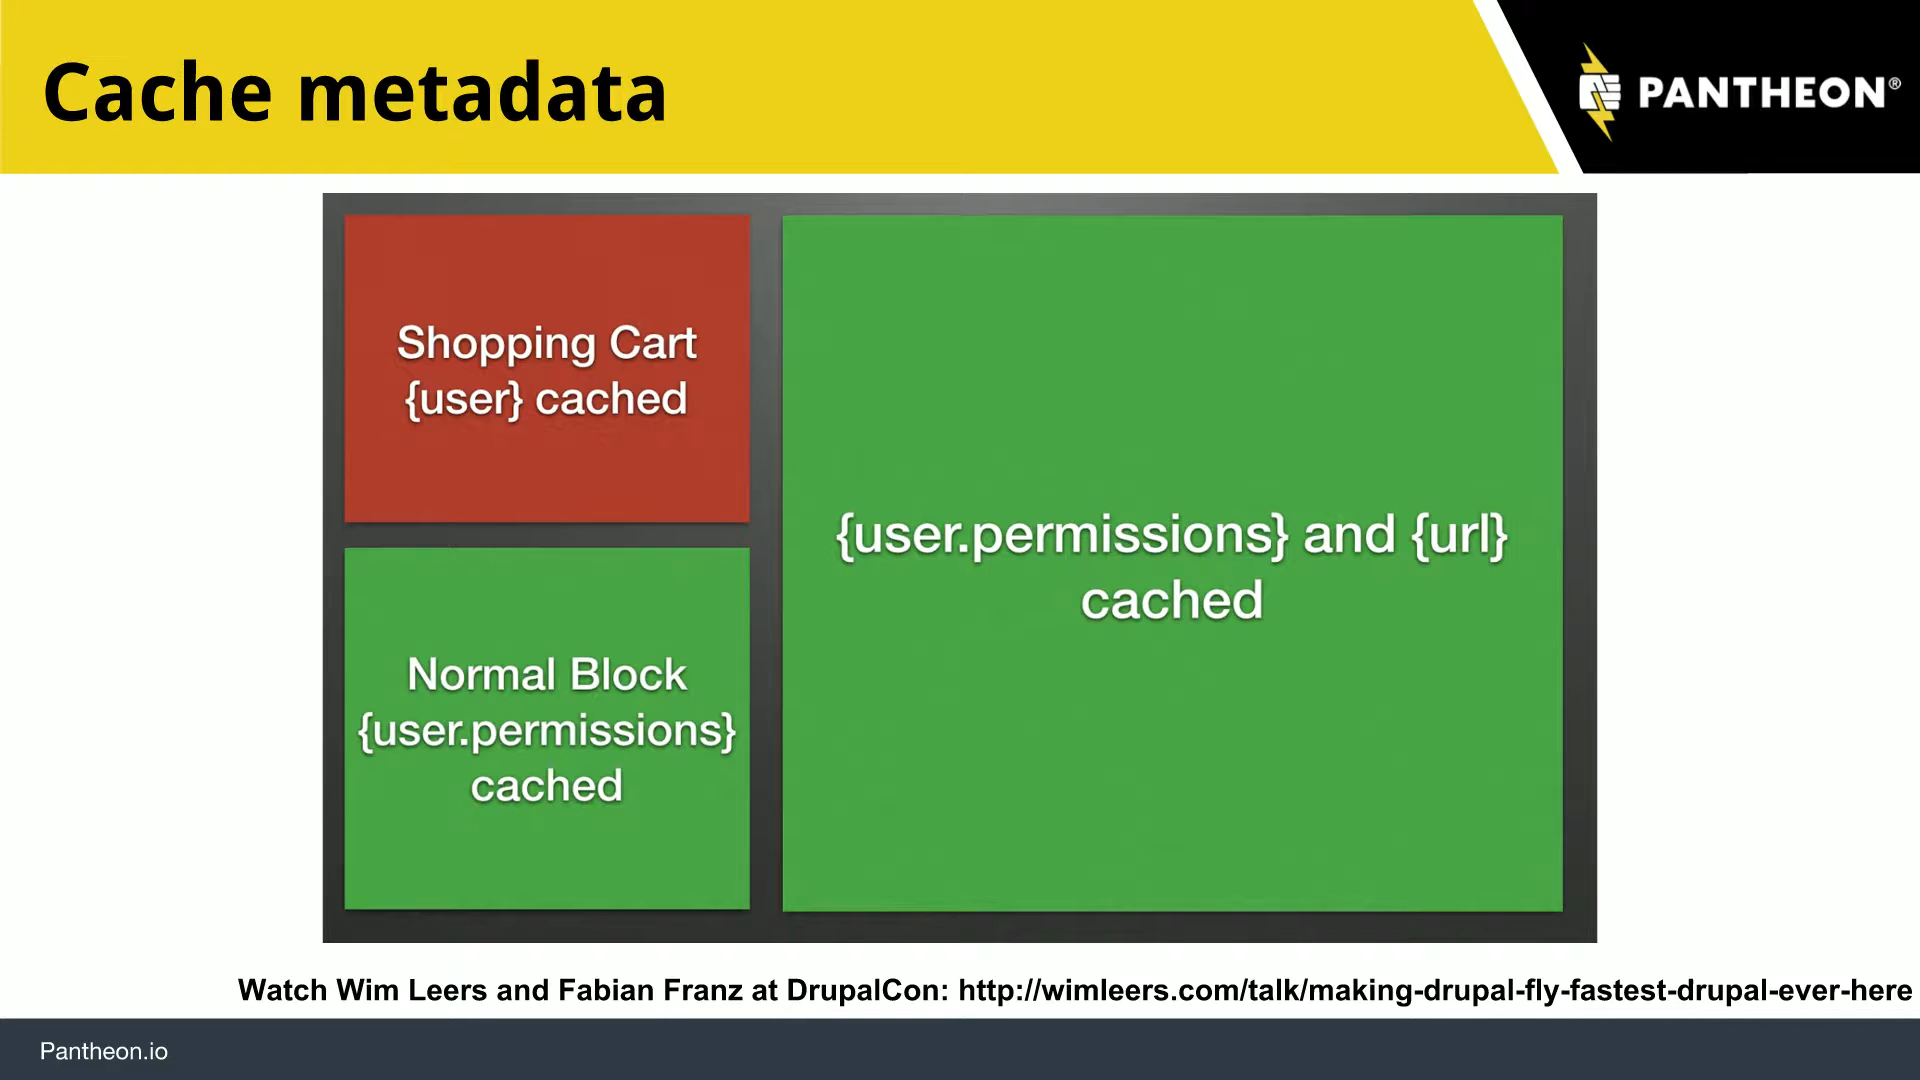 Cache metadata
PANTHEON®
Shopping Cart
{user} cached
Normal Block
{user.permissions}
cached
{user.permissions} and {url}
cached
Watch Wim Leers and Fabian Franz at DrupalCon: http://wimleers.com/talk/making-drupal-fly-fastest-drupal-ever-here
Pantheon.io